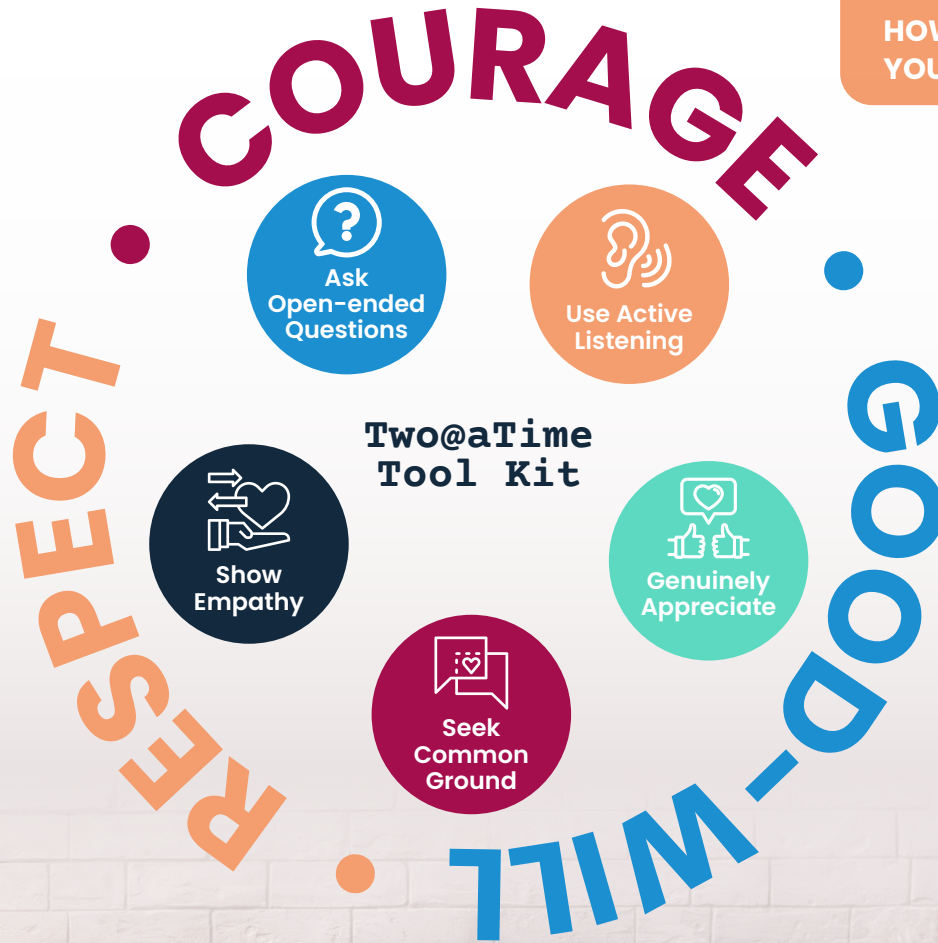 COURAGE
HOW
YOU
Ask
Open-ended
Questions
Use Active
Listening
Two@aTime
Tool Kit
Show
Empathy
Genuinely
Appreciate
Seek
Common
Ground
GOOD-WILL
RESPECT